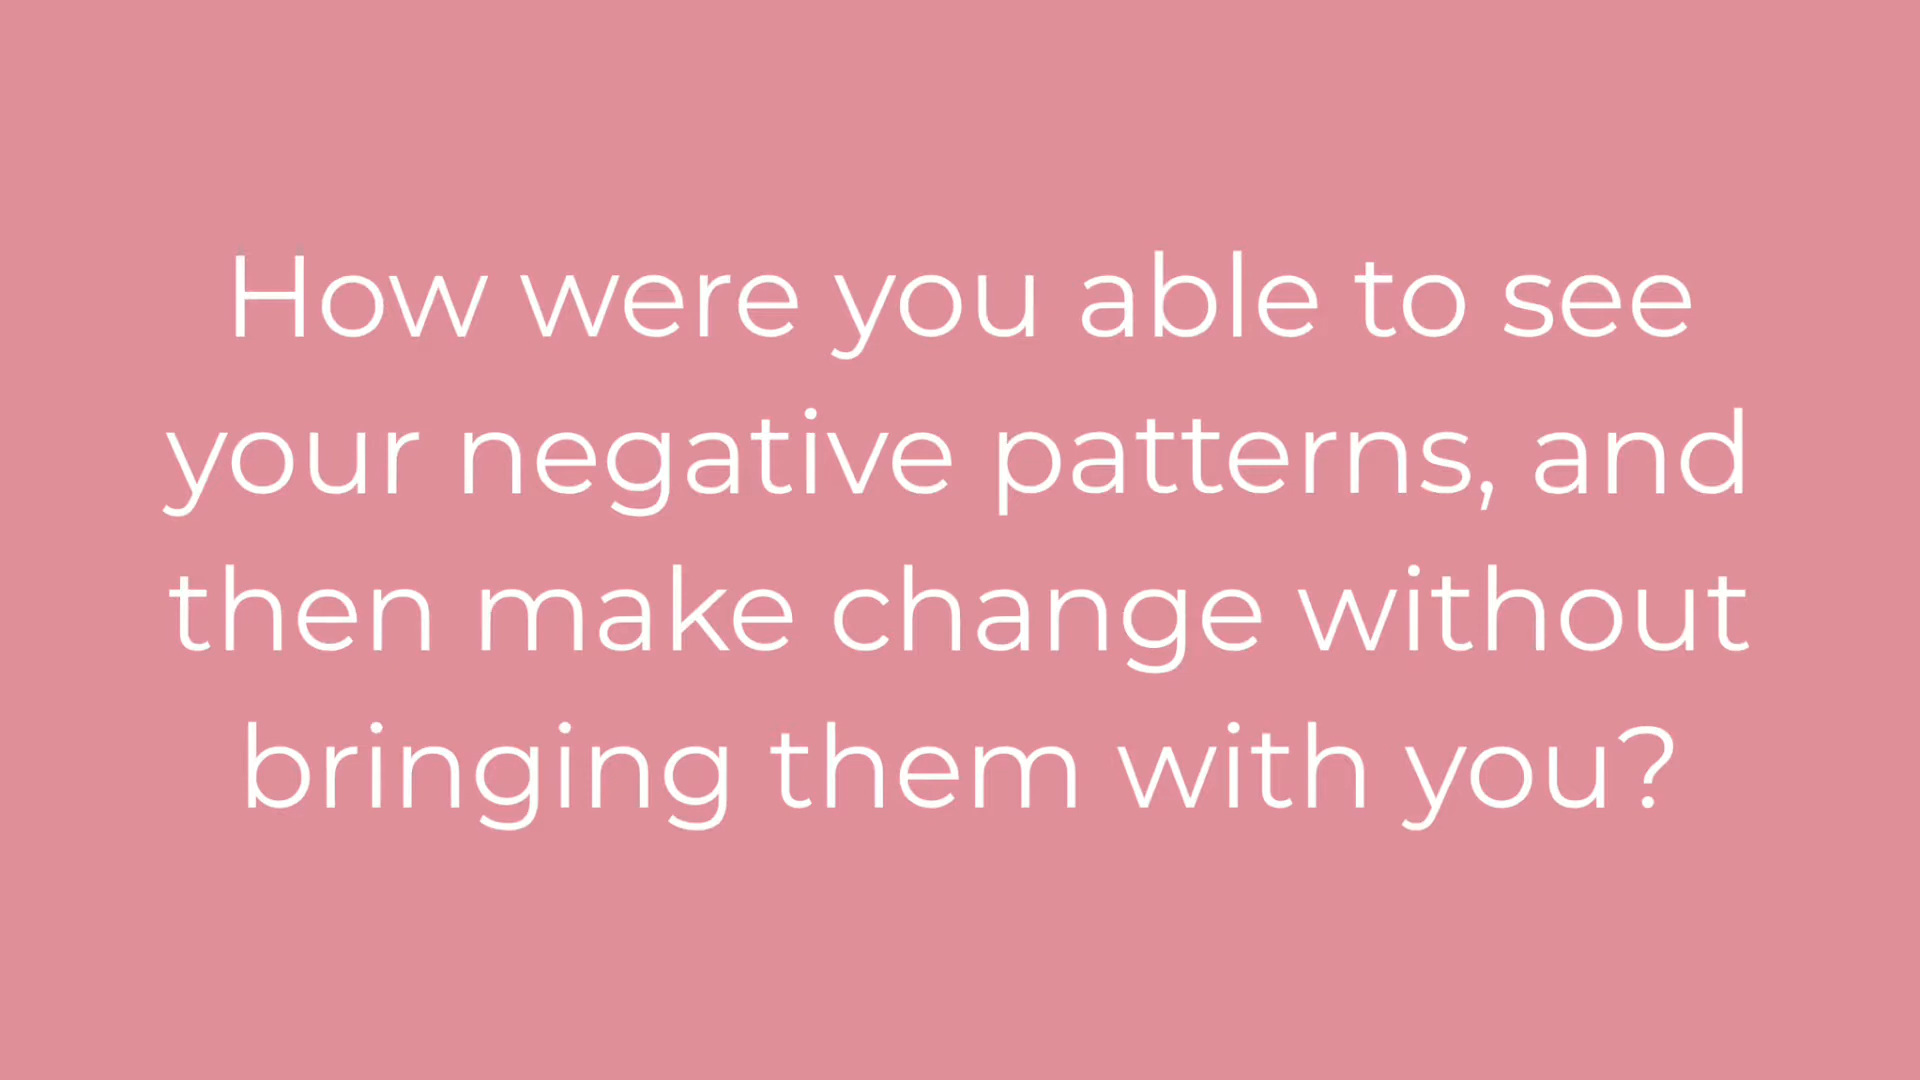 How were you able to see
your negative patterns, and
then make change without
bringing them with you?